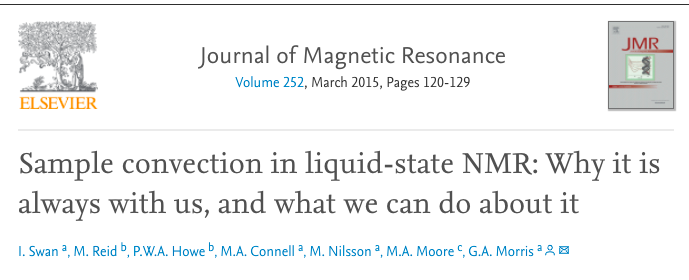 Journal of Magnetic Resonance
Volume 252, March 2015, Pages 120-129
ELSEVIER
JMR
Sample convection in liquid-state NMR: Why it is
always with us, and what we can do about it
I. Swan a, M. Reid b, P.W.A. Howe b, M.A. Connell a, M. Nilsson a, M.A. Moore c, G.A. Morris a